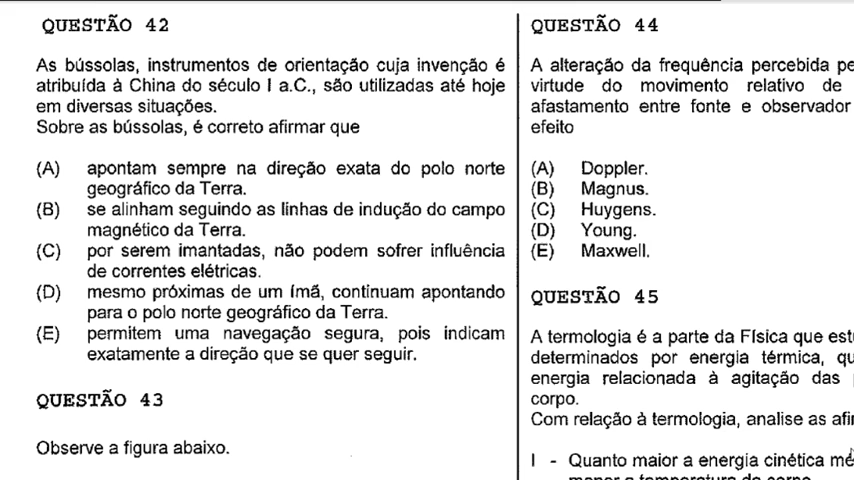 QUESTÃO 42
As bússolas, instrumentos de orientação cuja invenção é
atribuída à China do século I a.C., são utilizadas até hoje
em diversas situações.
Sobre as bússolas, é correto afirmar que
(A) apontam sempre na direção exata do polo norte
geográfico da Terra.
(B) se alinham seguindo as linhas de indução do campo
magnético da Terra.
(C) por serem imantadas, não podem sofrer influência
de correntes elétricas.
(D) mesmo próximas de um ímã, continuam apontando
para o polo norte geográfico da Terra.
(E) permitem uma navegação segura, pois indicam
exatamente a direção que se quer seguir.
QUESTÃO 43
Observe a figura abaixo.
QUESTÃO 44
A alteração da frequência percebida
virtude do movimento relativo de
afastamento entre fonte e observador
efeito
(A) Doppler.
(B) Magnus.
(C) Huygens.
(D) Young.
(E) Maxwell.
QUESTÃO 45
A termologia é a parte da Física que
determinados por energia térmica,
energia relacionada à agitação das
corpo.
Com relação à termologia, analise as
I - Quanto maior a energia cinética